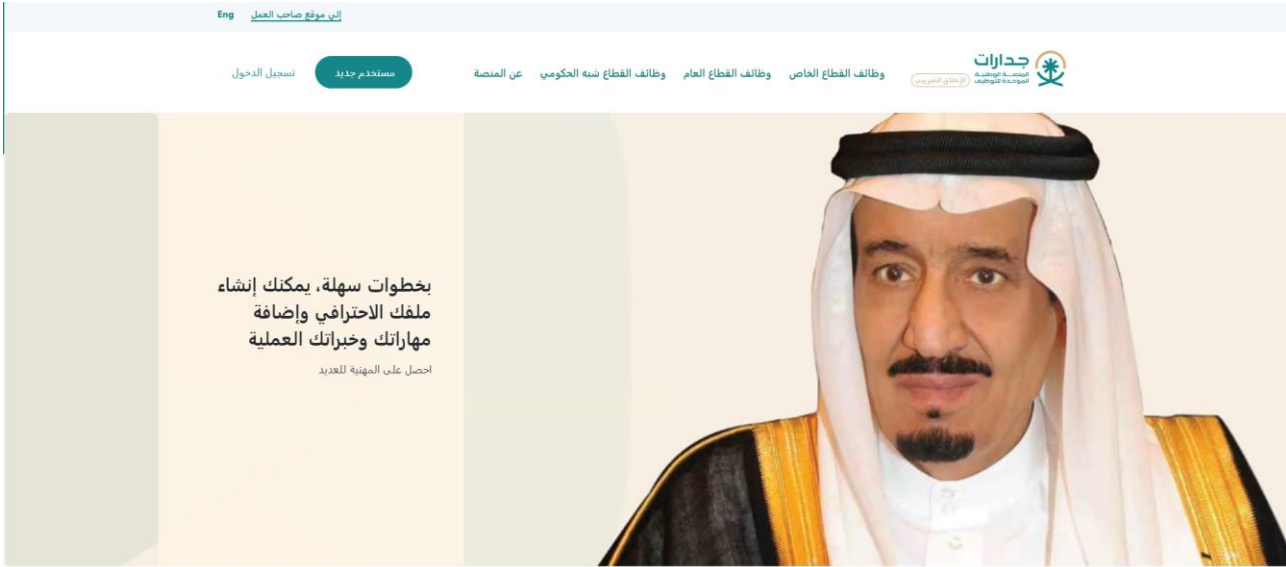 إلى موقع صاحب العمل Eng
جدارات
المنصة الوطنية
الموحدة للتوظيف
الإطلاق التجريبي
وظائف القطاع الخاص وظائف القطاع العام وظائف القطاع شبه الحكومي عن المنصة مستخدم جديد تسجيل الدخول
بخطوات سهلة، يمكنك إنشاء
ملفك الاحترافي وإضافة
مهاراتك وخبراتك العملية
احصل على المهنية للعديد